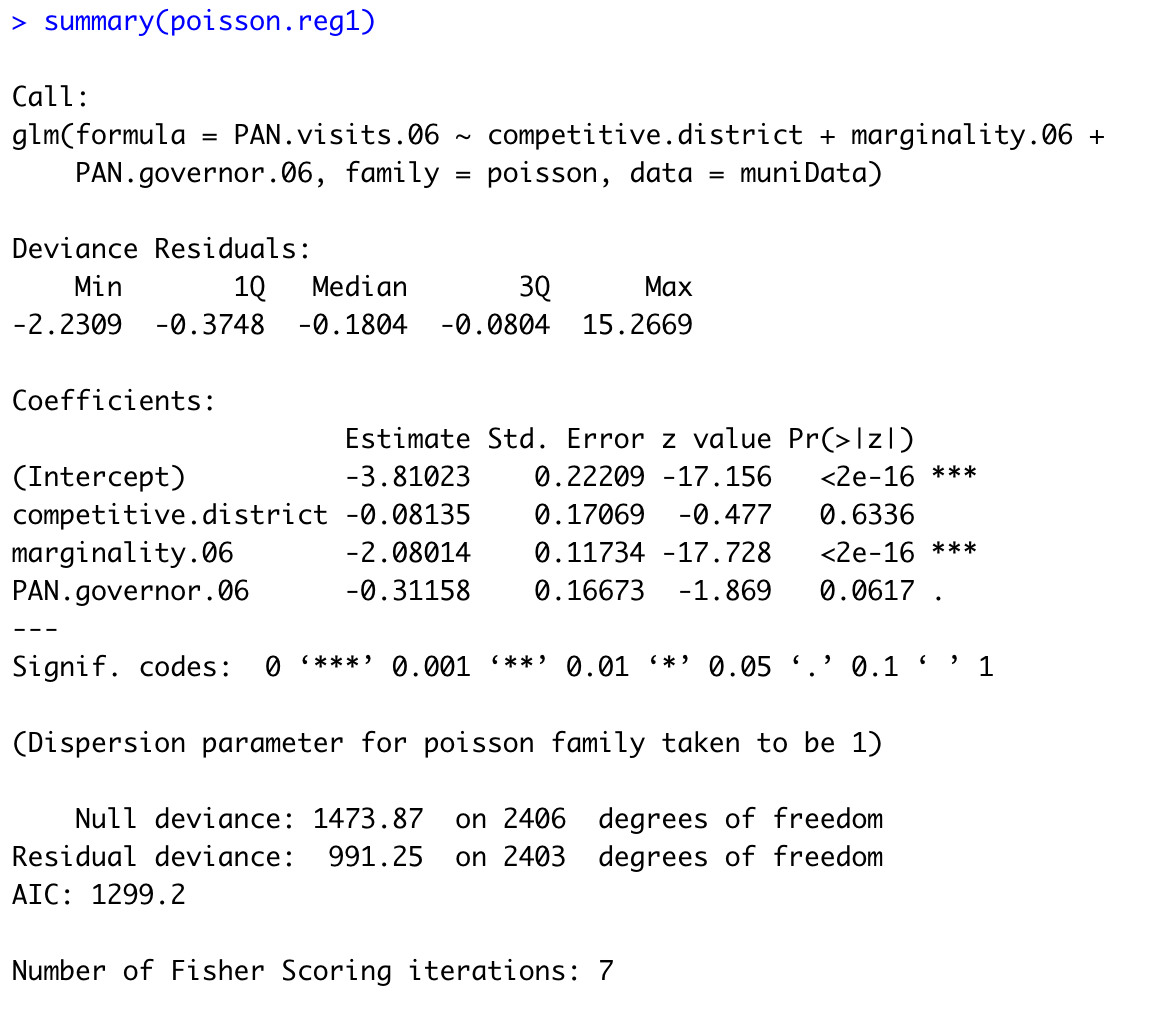 > summary(poisson.reg1)
Call:
glm(formula = PAN.visits.06 ~ competitive.district + marginality.06 +
    PAN.governor.06, family = poisson, data = muniData)
Deviance Residuals:
    Min       1Q   Median       3Q      Max
-2.2309  -0.3748  -0.1804  -0.0804  15.2669
Coefficients:
                     Estimate Std. Error z value Pr(>|z|)
(Intercept)          -3.81023    0.22209 -17.156   <2e-16 ***
competitive.district -0.08135    0.17069  -0.477   0.6336
marginality.06       -2.08014    0.11734 -17.728   <2e-16 ***
PAN.governor.06      -0.31158    0.16673  -1.869   0.0617 .
---
Signif. codes:  0 ‘***’ 0.001 ‘**’ 0.01 ‘*’ 0.05 ‘.’ 0.1 ‘ ’ 1
(Dispersion parameter for poisson family taken to be 1)
    Null deviance: 1473.87  on 2406  degrees of freedom
Residual deviance:  991.25  on 2403  degrees of freedom
AIC: 1299.2
Number of Fisher Scoring iterations: 7